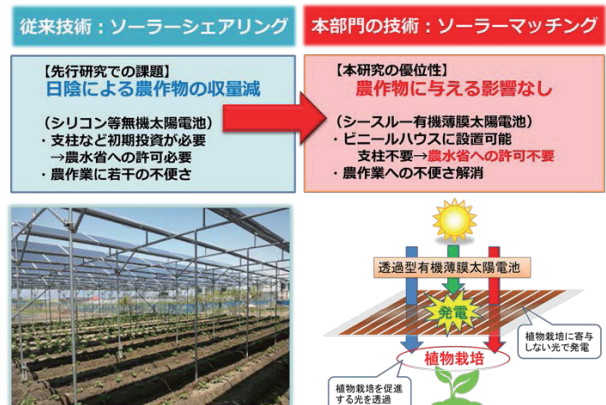 従来技術：ソーラーシェアリング
【先行研究での課題】
日陰による農作物の収量減
（シリコン等無機太陽電池）
・支柱など初期投資が必要
→農水省への許可必要
・農作業に若干の不便さ
本部門の技術：ソーラーマッチング
【本研究の優位性】
農作物に与える影響なし
（シースルー有機薄膜太陽電池）
・ビニールハウスに設置可能
支柱不要→農水省への許可不要
・農作業への不便さ解消
透過型有機薄膜太陽電池
発電
植物栽培に寄与
しない光で発電
植物栽培
植物栽培を促進
する光を透過